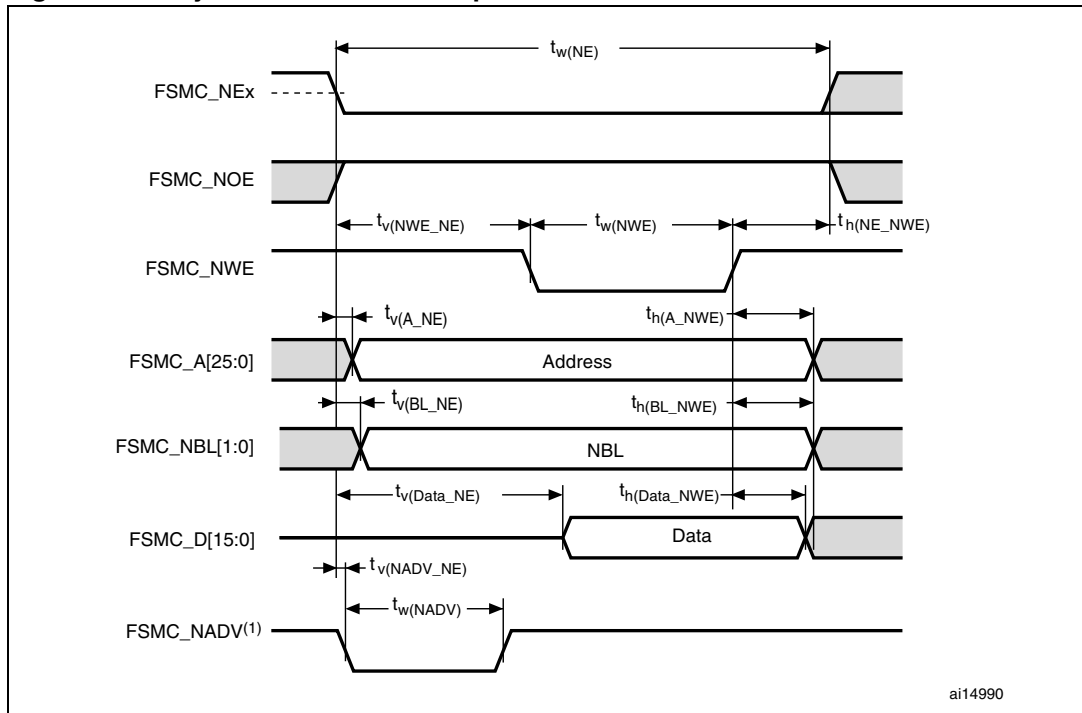 tw(NE)
FSMC_NEx
FSMC_NOE
tv(NWE_NE)
tw(NWE)
t h(NE_NWE)
FSMC_NWE
tv(A_NE)
th(A_NWE)
FSMC_A[25:0]
Address
tv(BL_NE)
th(BL_NWE)
FSMC_NBL[1:0]
NBL
tv(Data_NE)
th(Data_NWE)
FSMC_D[15:0]
Data
t v(NADV_NE)
tw(NADV)
FSMC_NADV(1)
ai14990